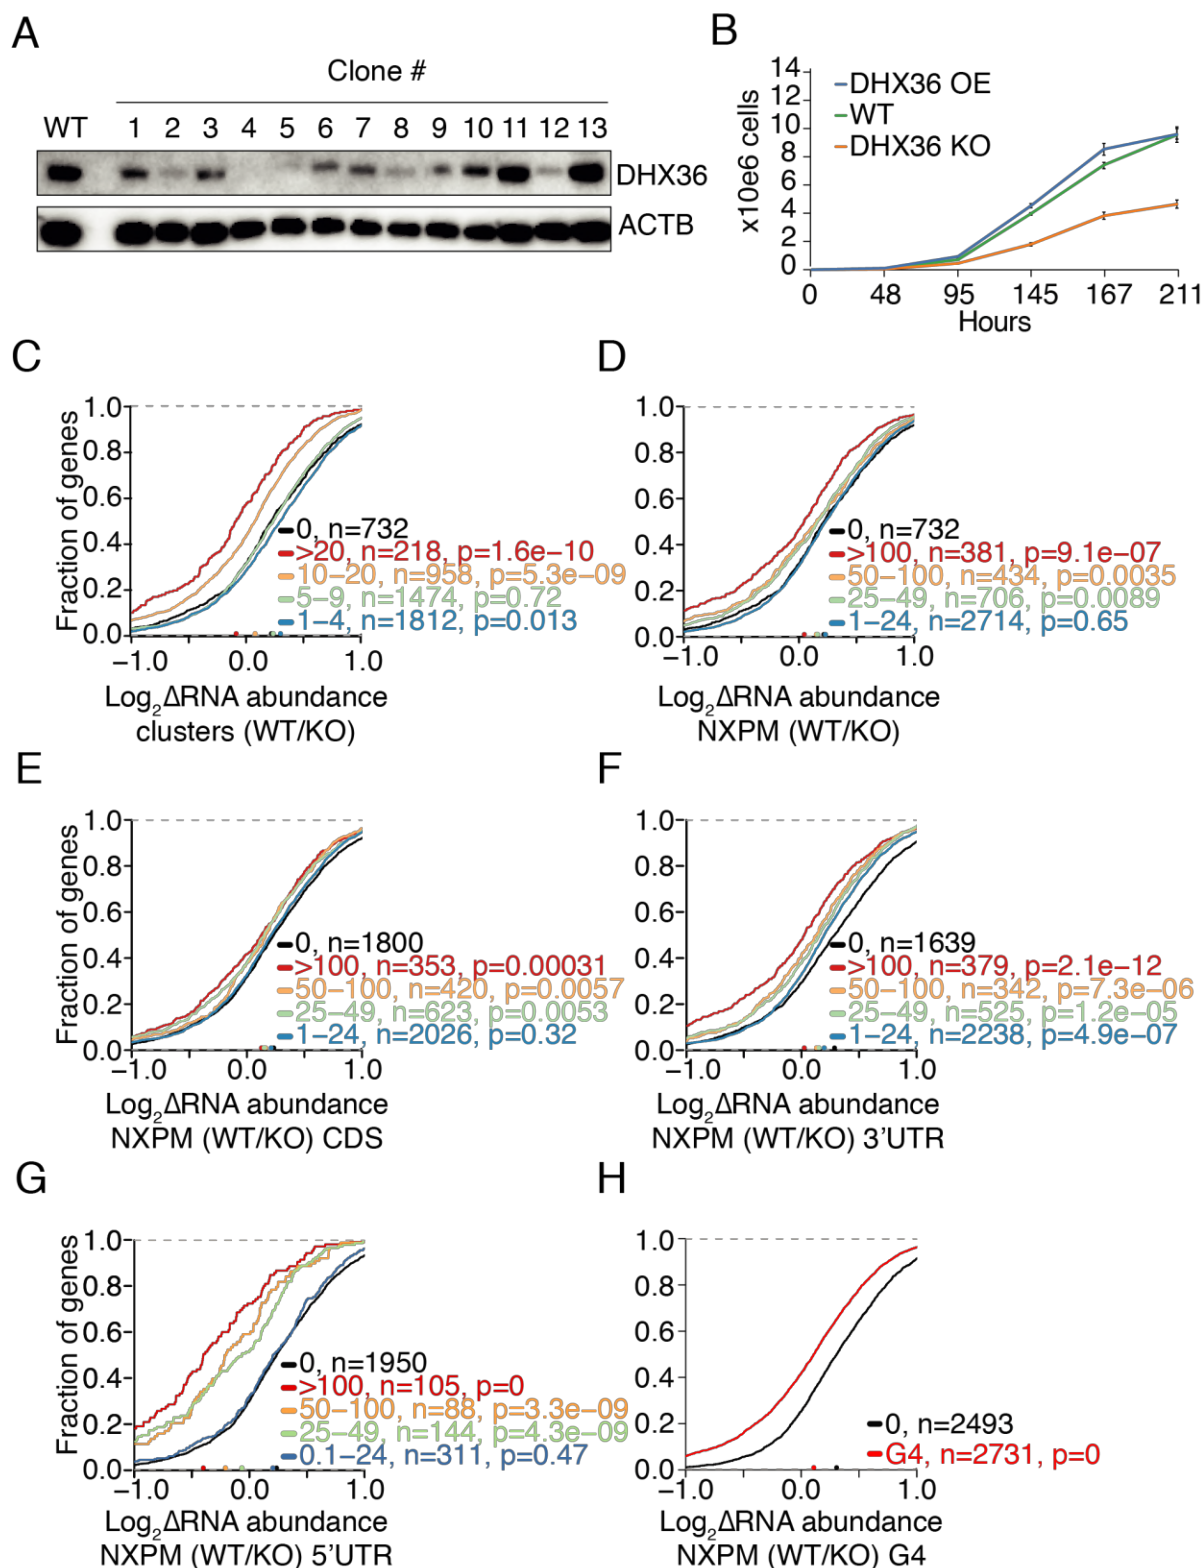 A
Clone #
WT 1 2 3 4 5 6 7 8 9 10 11 12 13
DHX36
ACTB
B
x10e6 cells
14
12
10
8
6
4
2
0
DHX36 OE
WT
DHX36 KO
0 48 95 145 167 211
Hours
C
Fraction of genes
1.0
0.8
0.6
0.4
0.2
0.0
0, n=732
>20, n=218, p=1.6e−10
10−20, n=958, p=5.3e−09
5−9, n=1474, p=0.72
1−4, n=1812, p=0.013
−1.0 0.0 1.0
Log2ΔRNA abundance
clusters (WT/KO)
D
1.0
0.8
0.6
0.4
0.2
0.0
0, n=732
>100, n=381, p=9.1e−07
50−100, n=434, p=0.0035
25−49, n=706, p=0.0089
1−24, n=2714, p=0.65
−1.0 0.0 1.0
Log2ΔRNA abundance
NXPM (WT/KO)
E
Fraction of genes
1.0
0.8
0.6
0.4
0.2
0.0
0, n=1800
>100, n=353, p=0.00031
50−100, n=420, p=0.0057
25−49, n=623, p=0.0053
1−24, n=2026, p=0.32
−1.0 0.0 1.0
Log2ΔRNA abundance
NXPM (WT/KO) CDS
F
1.0
0.8
0.6
0.4
0.2
0.0
0, n=1639
>100, n=379, p=2.1e−12
50−100, n=342, p=7.3e−06
25−49, n=525, p=1.2e−05
1−24, n=2238, p=4.9e−07
−1.0 0.0 1.0
Log2ΔRNA abundance
NXPM (WT/KO) 3’UTR
G
Fraction of genes
1.0
0.8
0.6
0.4
0.2
0.0
0, n=1950
>100, n=105, p=0
50−100, n=88, p=3.3e−09
25−49, n=144, p=4.3e−09
0.1−24, n=311, p=0.47
−1.0 0.0 1.0
Log2ΔRNA abundance
NXPM (WT/KO) 5’UTR
H
1.0
0.8
0.6
0.4
0.2
0.0
0, n=2493
G4, n=2731, p=0
−1.0 0.0 1.0
Log2ΔRNA abundance
NXPM (WT/KO) G4